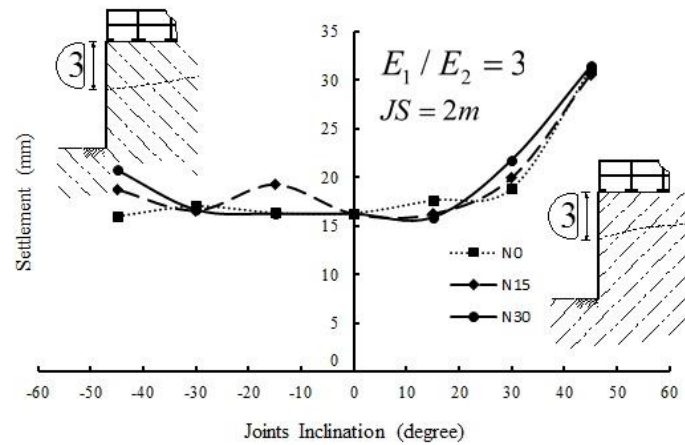 35
30
25
20
15
10
5
0
-60 -50 -40 -30 -20 -10 0 10 20 30 40 50 60
Settlement (mm)
Joints Inclination (degree)
E₁ / E₂ = 3
JS = 2m
3
3
N0
N15
N30